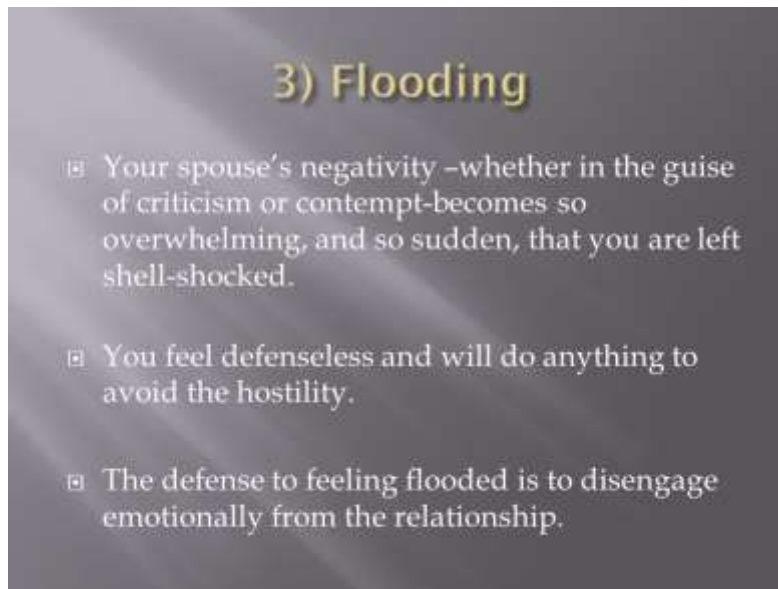 3) Flooding
Your spouse’s negativity –whether in the guise
of criticism or contempt-becomes so
overwhelming, and so sudden, that you are left
shell-shocked.
You feel defenseless and will do anything to
avoid the hostility.
The defense to feeling flooded is to disengage
emotionally from the relationship.